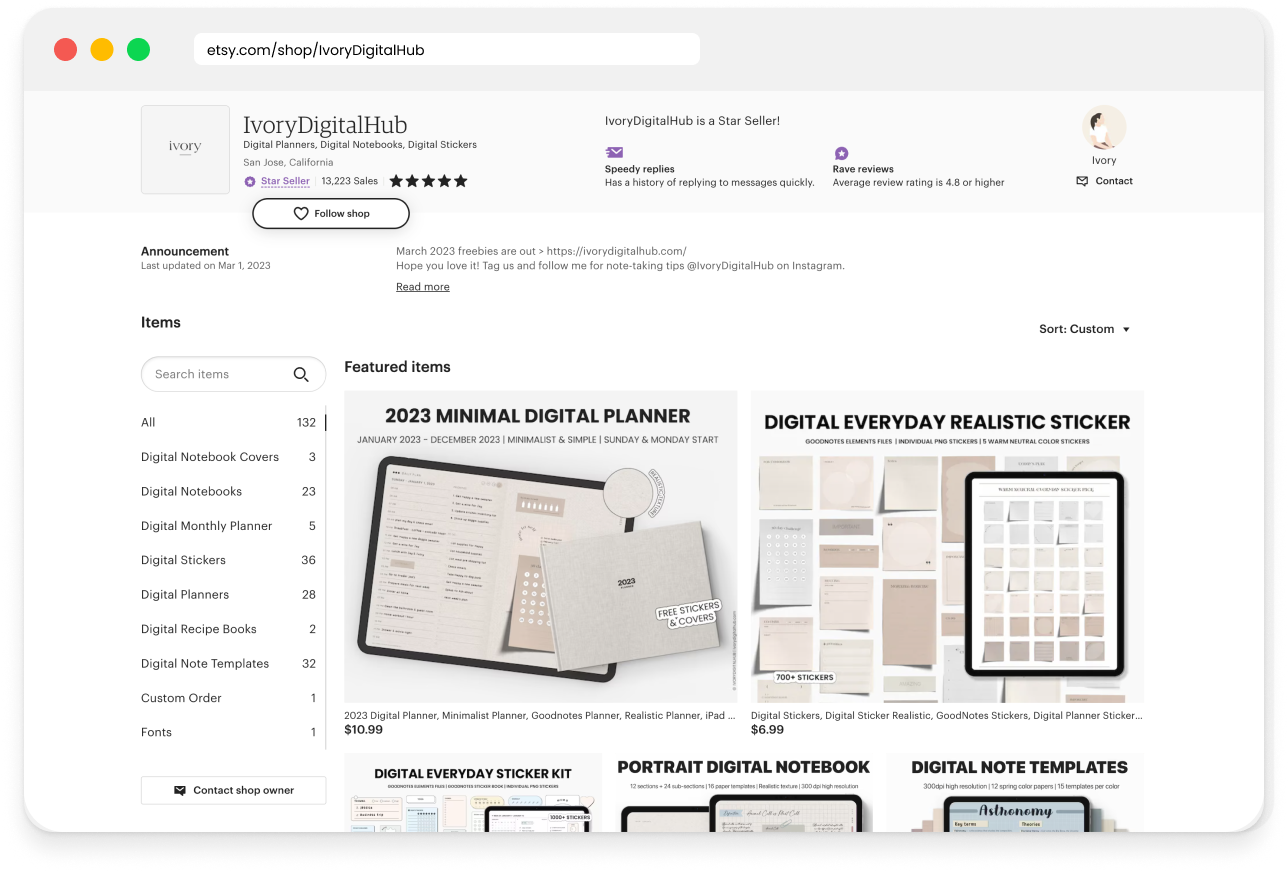 etsy.com/shop/IvoryDigitalHub
ivory
IvoryDigitalHub
Digital Planners, Digital Notebooks, Digital Stickers
San Jose, California
Star Seller 13,223 Sales
Follow shop
IvoryDigitalHub is a Star Seller!
Speedy replies
Has a history of replying to messages quickly.
Rave reviews
Average review rating is 4.8 or higher
Ivory
Contact
Announcement
Last updated on Mar 1, 2023
March 2023 freebies are out > https://ivorydigitalhub.com/
Hope you love it! Tag us and follow me for note-taking tips @IvoryDigitalHub on Instagram.
Read more
Items
Sort: Custom
Search items
All 132
Digital Notebook Covers 3
Digital Notebooks 23
Digital Monthly Planner 5
Digital Stickers 36
Digital Planners 28
Digital Recipe Books 2
Digital Note Templates 32
Custom Order 1
Fonts 1
Contact shop owner
Featured items
2023 MINIMAL DIGITAL PLANNER
JANUARY 2023 - DECEMBER 2023 | MINIMALIST & SIMPLE | SUNDAY & MONDAY START
REALISTIC TEXTURE
2023
PLANNER
FREE STICKERS
& COVERS
2023 Digital Planner, Minimalist Planner, Goodnotes Planner, Realistic Planner, iPad ...
$10.99
DIGITAL EVERYDAY REALISTIC STICKER
GOODNOTES ELEMENTS FILES | INDIVIDUAL PNG STICKERS | 5 WARM NEUTRAL COLOR STICKERS
WARM NEUTRAL EVERYDAY STICKER PACK
700+ STICKERS
Digital Stickers, Digital Sticker Realistic, GoodNotes Stickers, Digital Planner Sticker...
$6.99
DIGITAL EVERYDAY STICKER KIT
GOODNOTES ELEMENTS FILES | GOODNOTES STICKER BOOK | INDIVIDUAL PNG STICKERS
1000+ STICKERS
PORTRAIT DIGITAL NOTEBOOK
12 sections + 24 sub-sections | 16 paper templates | Realistic texture | 300 dpi high resolution
DIGITAL NOTE TEMPLATES
300dpi high resolution | 12 spring color papers | 15 templates per color
Astronomy
Key terms
Theories